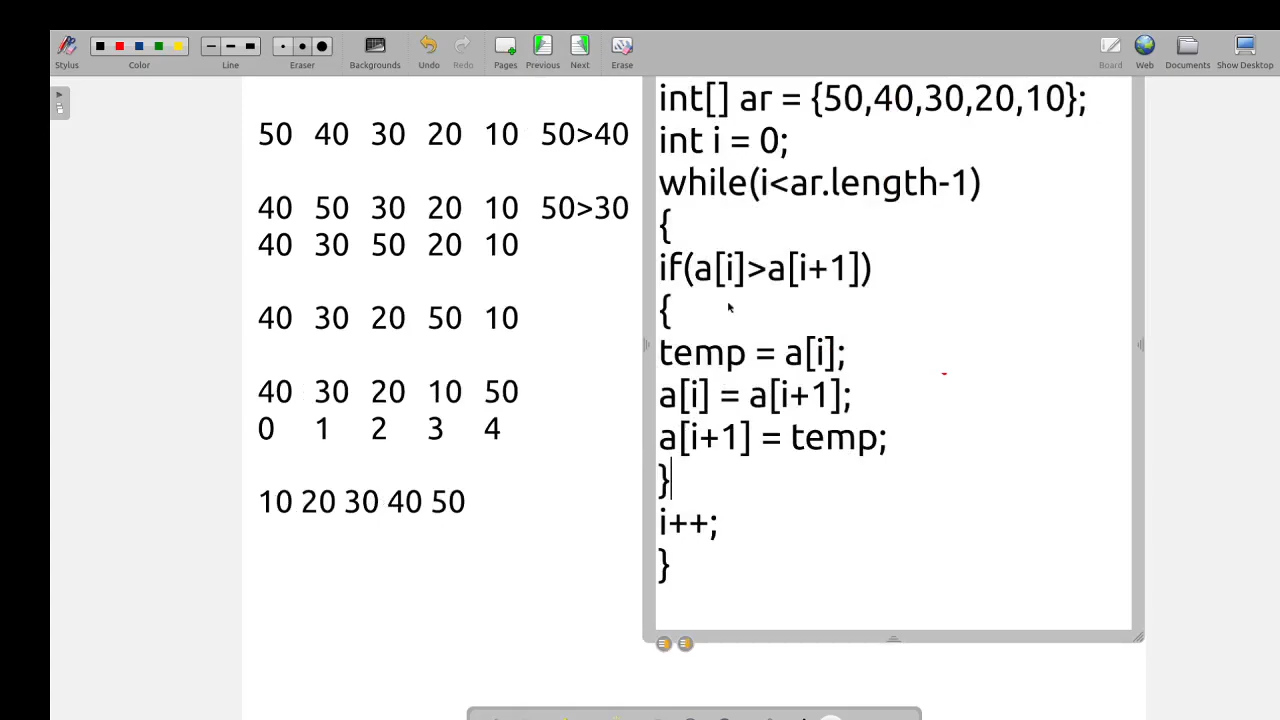 Stylus Color Line Eraser Backgrounds Undo Redo Pages Previous Next Erase Board Web Documents Show Desktop
50 40 30 20 10 50>40
40 50 30 20 10 50>30
40 30 50 20 10
40 30 20 50 10
40 30 20 10 50
0 1 2 3 4
10 20 30 40 50
int[] ar = {50,40,30,20,10};
int i = 0;
while(i<ar.length-1)
{
if(a[i]>a[i+1])
{
temp = a[i];
a[i] = a[i+1];
a[i+1] = temp;
}
i++;
}